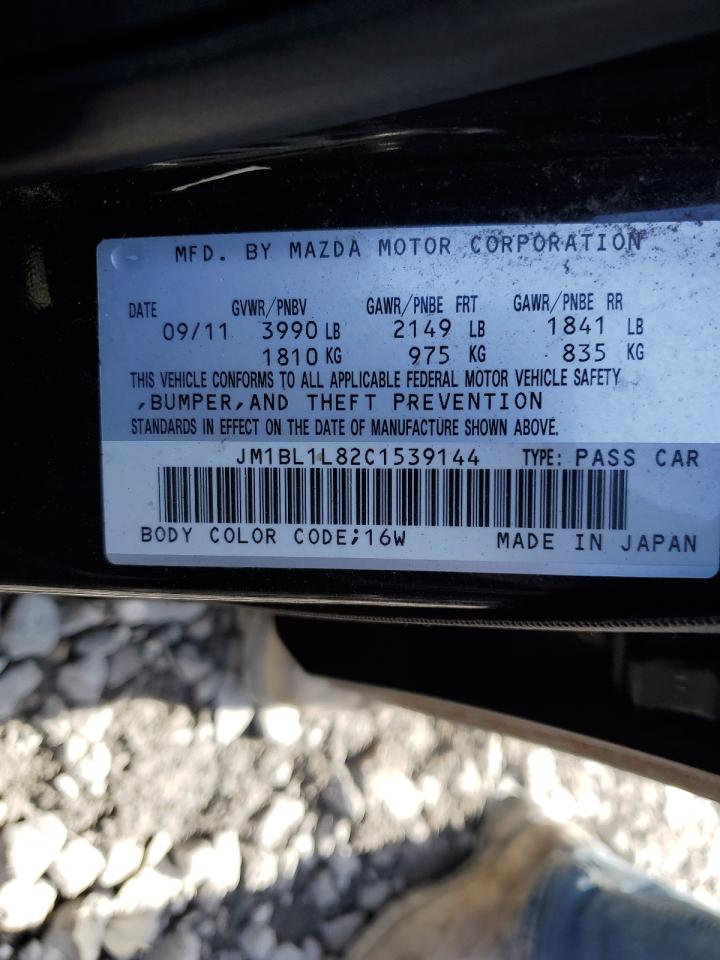 MFD. BY MAZDA MOTOR CORPORATION
DATE GVWR/PNBV GAWR/PNBE FRT GAWR/PNBE RR
09/11 3990 LB 2149 LB 1841 LB
1810 KG 975 KG 835 KG
THIS VEHICLE CONFORMS TO ALL APPLICABLE FEDERAL MOTOR VEHICLE SAFETY
,BUMPER,AND THEFT PREVENTION
STANDARDS IN EFFECT ON THE DATE OF MANUFACTURE SHOWN ABOVE.
JM1BL1L82C1539144 TYPE: PASS CAR
BODY COLOR CODE;16W MADE IN JAPAN